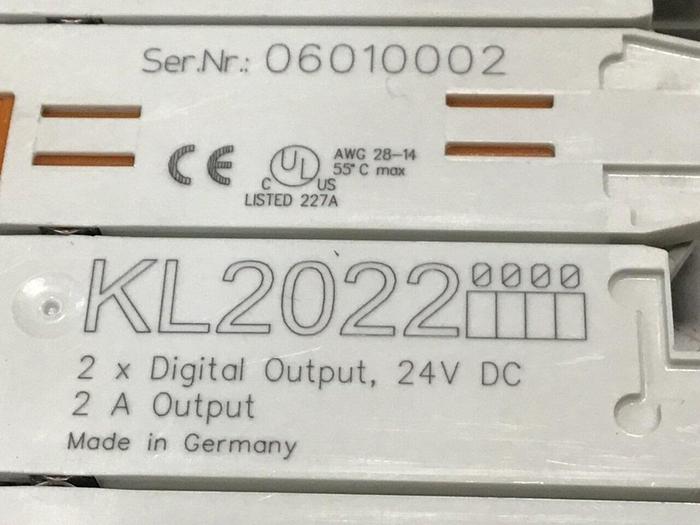 Ser.Nr.: 06010002
CE
UL
AWG 28-14
55°C max
C US
LISTED 227A
KL2022 0000
2 x Digital Output, 24V DC
2 A Output
Made in Germany